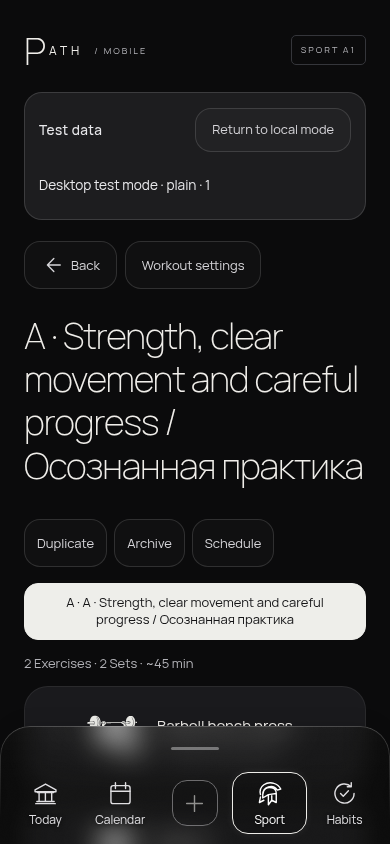 PATH / MOBILE
SPORT A1
Test data
Return to local mode
Desktop test mode · plain · 1
Back
Workout settings
A · Strength, clear
movement and careful
progress /
Осознанная практика
Duplicate
Archive
Schedule
A · A · Strength, clear movement and careful
progress / Осознанная практика
2 Exercises · 2 Sets · ~45 min
Barbell bench press
Today
Calendar
Sport
Habits